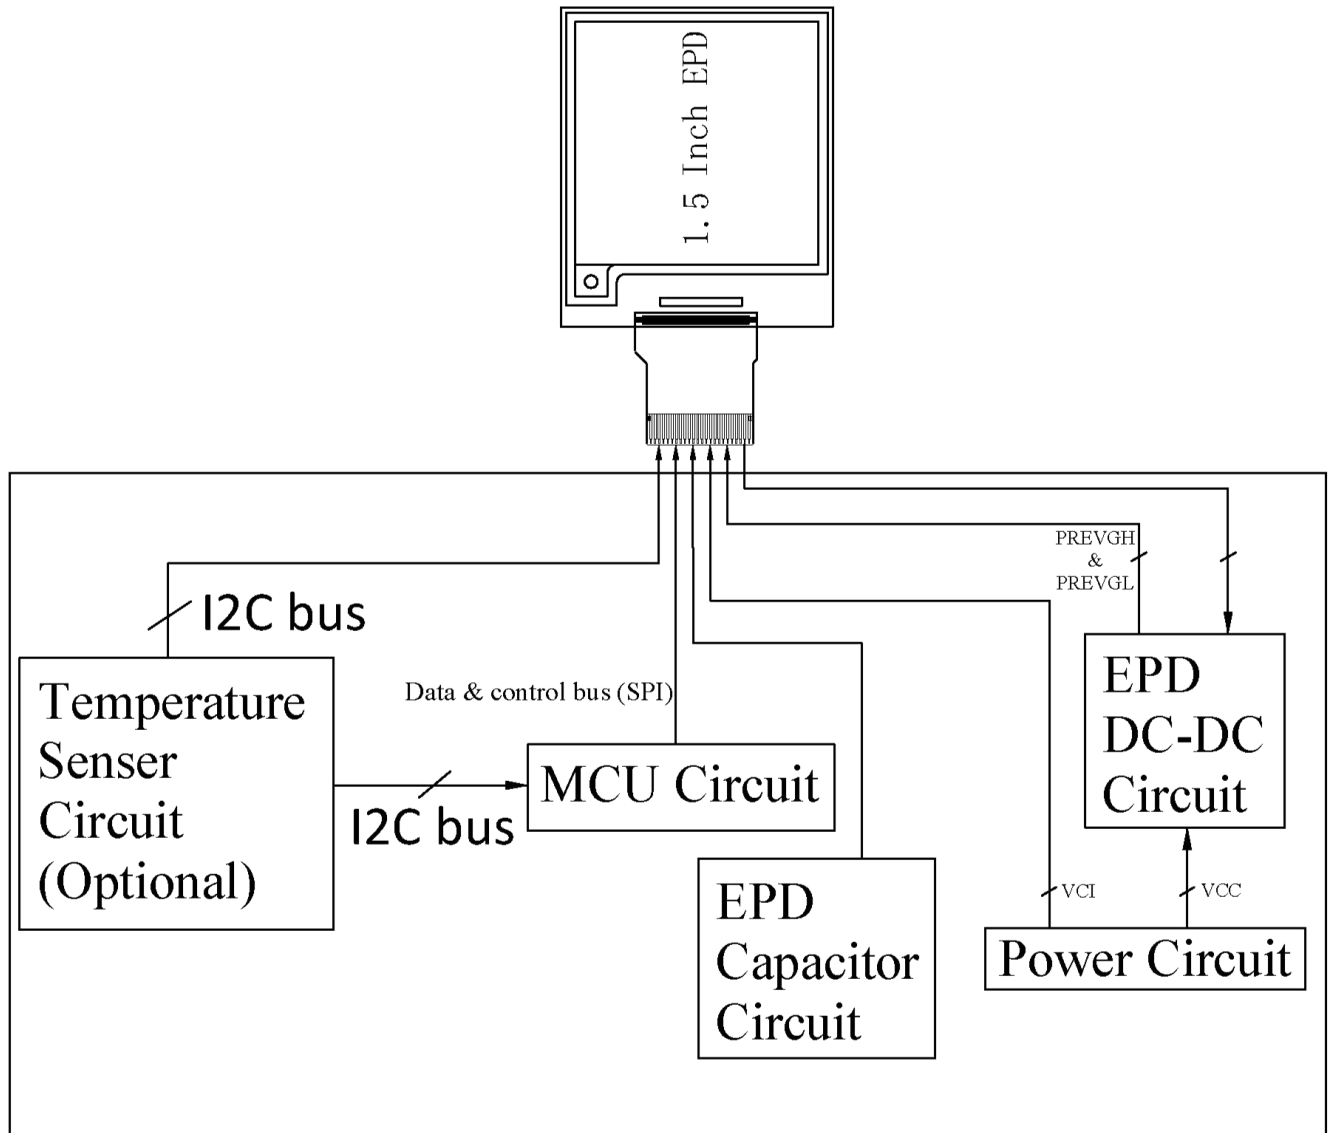 1.5 Inch EPD
PREVGH
&
PREVGL
I2C bus
Temperature
Senser
Circuit
(Optional)
Data & control bus (SPI)
I2C bus
MCU Circuit
EPD
DC-DC
Circuit
EPD
Capacitor
Circuit
VCI
VCC
Power Circuit